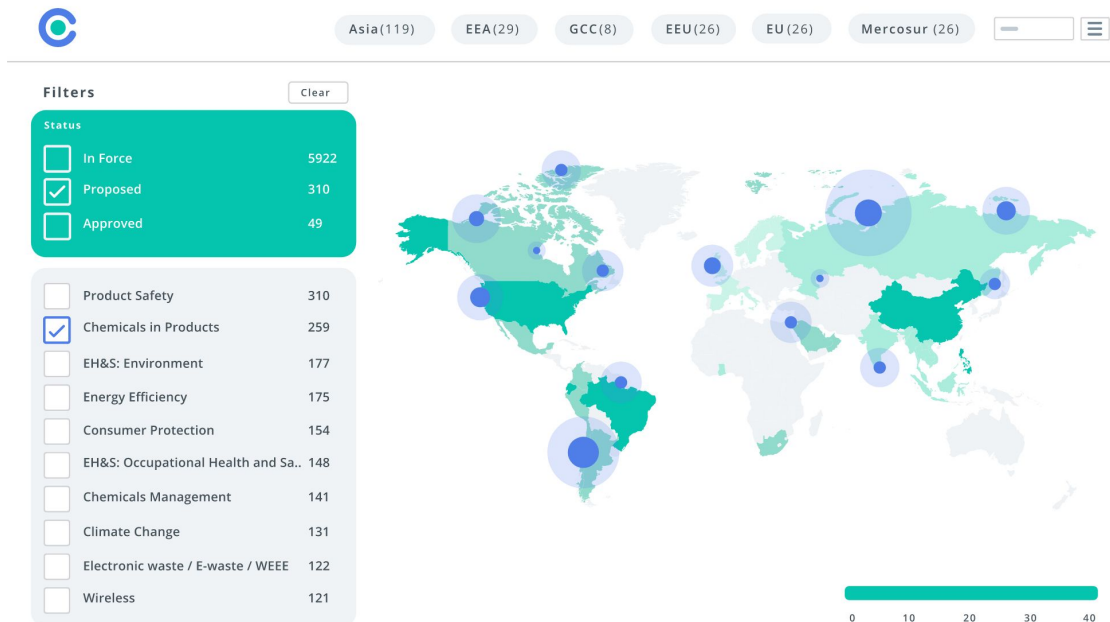 Asia(119) EEA(29) GCC(8) EEU(26) EU(26) Mercosur (26)
Filters Clear
Status
In Force 5922
Proposed 310
Approved 49
Product Safety 310
Chemicals in Products 259
EH&S: Environment 177
Energy Efficiency 175
Consumer Protection 154
EH&S: Occupational Health and Sa.. 148
Chemicals Management 141
Climate Change 131
Electronic waste / E-waste / WEEE 122
Wireless 121
0 10 20 30 40